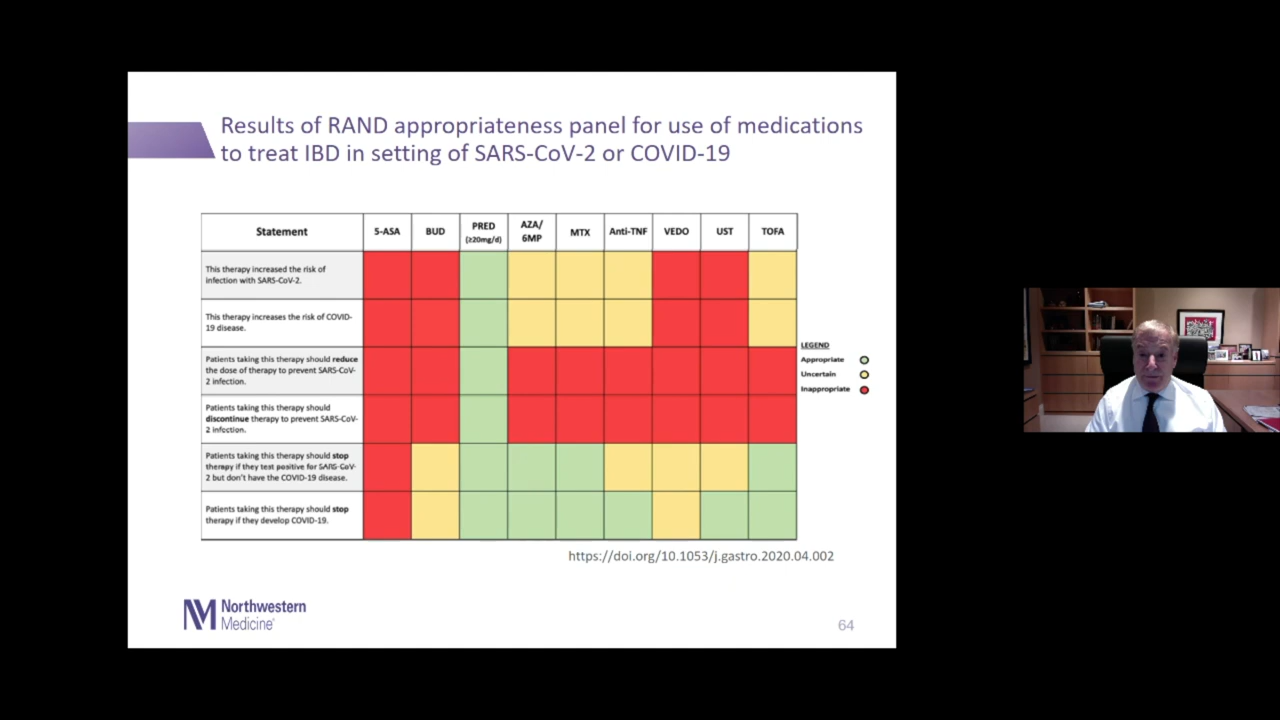 Results of RAND appropriateness panel for use of medications
to treat IBD in setting of SARS-CoV-2 or COVID-19
Statement 5-ASA BUD PRED (≥20mg/d) AZA/ 6MP MTX Anti-TNF VEDO UST TOFA
This therapy increased the risk of
infection with SARS-CoV-2.
This therapy increases the risk of COVID-
19 disease.
Patients taking this therapy should reduce
the dose of therapy to prevent SARS-CoV-
2 infection.
Patients taking this therapy should
discontinue therapy to prevent SARS-CoV-
2 infection.
Patients taking this therapy should stop
therapy if they test positive for SARS-CoV-
2 but don't have the COVID-19 disease.
Patients taking this therapy should stop
therapy if they develop COVID-19.
LEGEND
Appropriate
Uncertain
Inappropriate
https://doi.org/10.1053/j.gastro.2020.04.002
NM Northwestern
Medicine®
64